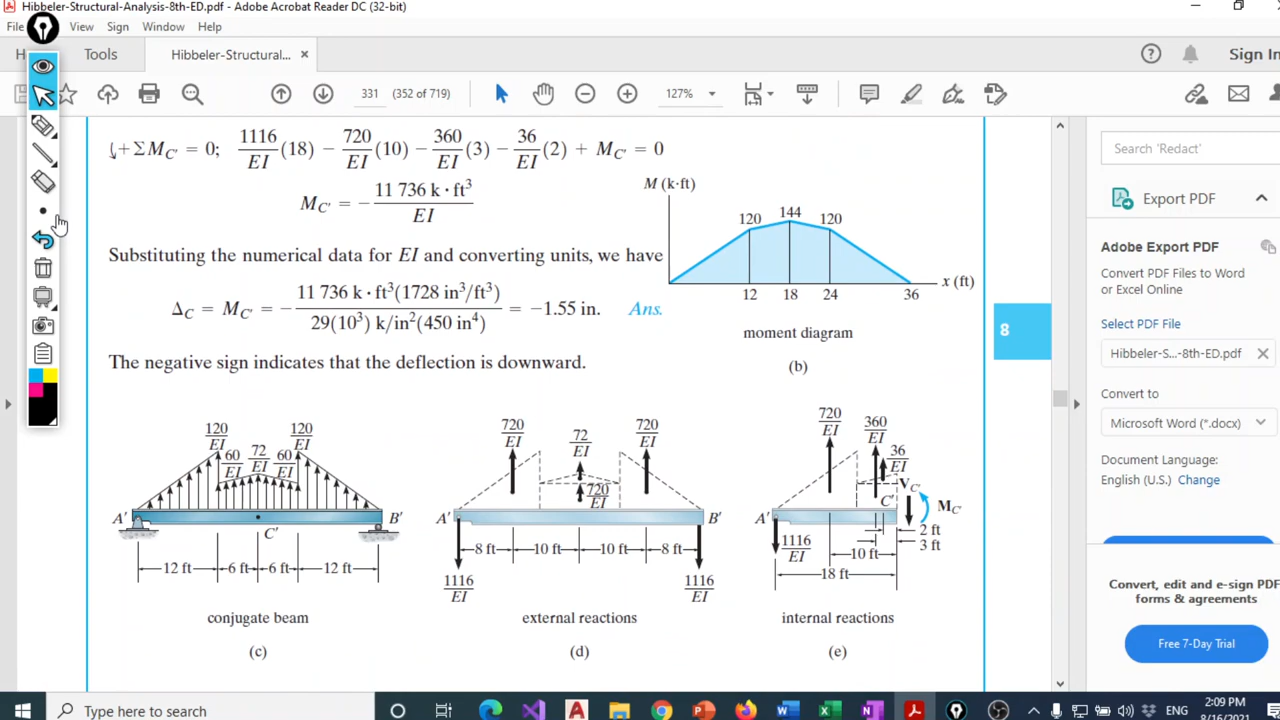 Hibbeler-Structural-Analysis-8th-ED.pdf - Adobe Acrobat Reader DC (32-bit)
File View Sign Window Help
Tools Hibbeler-Structural... × Sign In
331 (352 of 719) 127%
↓+ΣM_C' = 0; 1116/EI (18) − 720/EI (10) − 360/EI (3) − 36/EI (2) + M_C' = 0
M_C' = − 11 736 k · ft³ / EI
Substituting the numerical data for EI and converting units, we have
Δ_C = M_C' = − 11 736 k · ft³(1728 in³/ft³) / 29(10³) k/in²(450 in⁴) = −1.55 in. Ans.
The negative sign indicates that the deflection is downward.
M (k·ft)
120 144 120
x (ft)
12 18 24 36
moment diagram
(b)
8
120/EI 60/EI 72/EI 60/EI 120/EI
A' C' B'
12 ft 6 ft 6 ft 12 ft
conjugate beam
(c)
720/EI 72/EI 720/EI 720/EI
A' B'
8 ft 10 ft 10 ft 8 ft
1116/EI 1116/EI
external reactions
(d)
720/EI 360/EI 36/EI
V_C' M_C'
A' C'
1116/EI
2 ft
3 ft
10 ft
18 ft
internal reactions
(e)
Search 'Redact'
Export PDF
Adobe Export PDF
Convert PDF Files to Word
or Excel Online
Select PDF File
Hibbeler-S...-8th-ED.pdf ×
Convert to
Microsoft Word (*.docx)
Document Language:
English (U.S.) Change
Convert, edit and e-sign PDF
forms & agreements
Free 7-Day Trial
Type here to search
ENG
2:09 PM
9/16/2021